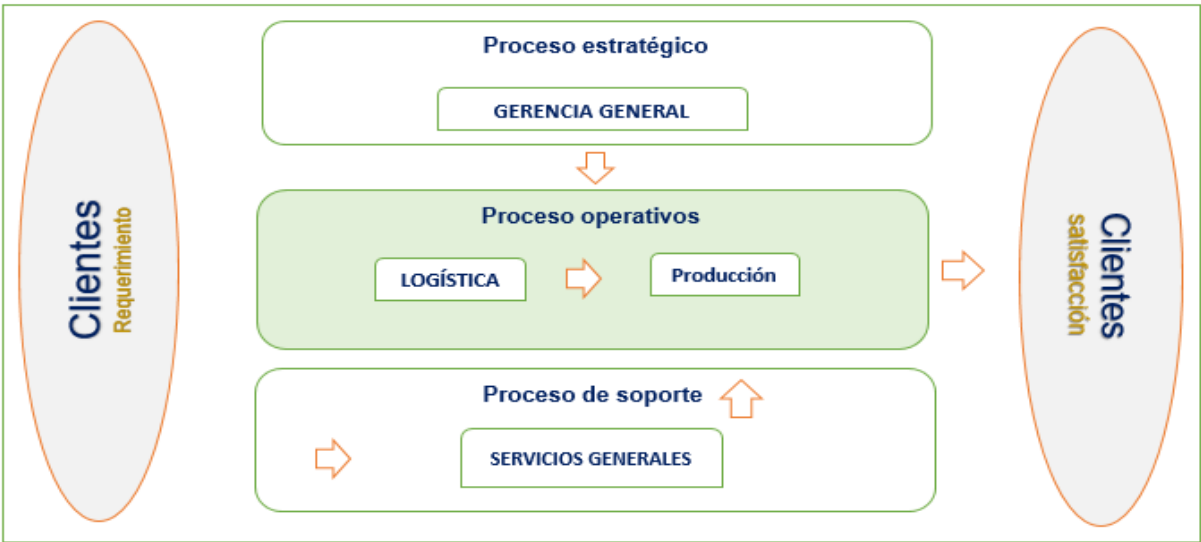 Clientes
Requerimiento
Proceso estratégico
GERENCIA GENERAL
Proceso operativos
LOGÍSTICA
Producción
Proceso de soporte
SERVICIOS GENERALES
Clientes
satisfacción